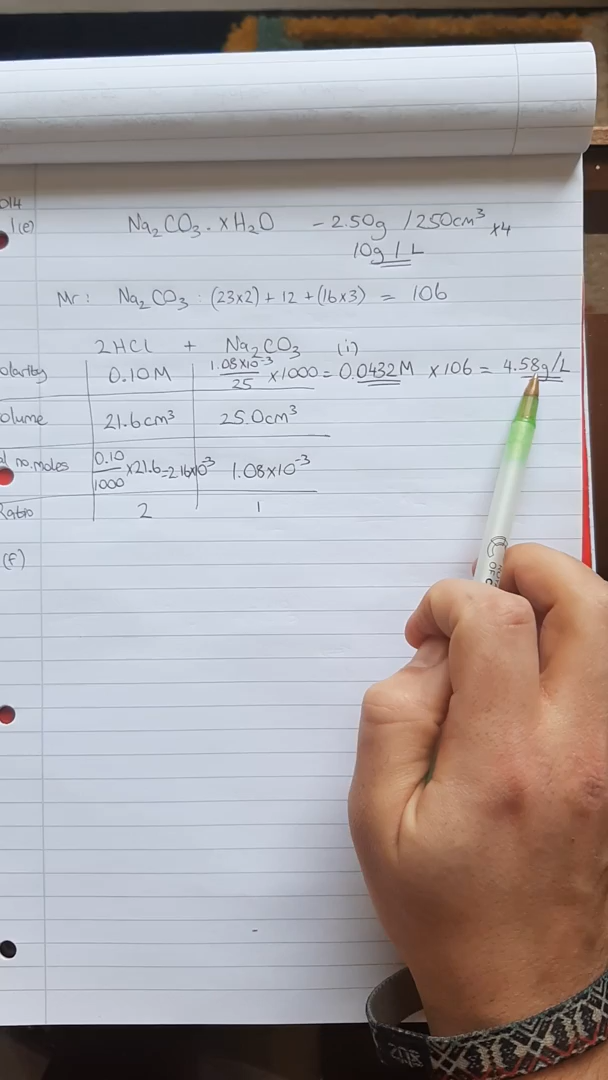 014
1(e) Na₂CO₃.xH₂O - 2.50g / 250cm³ x4
10g / L
Mr: Na₂CO₃: (23x2) + 12 + (16x3) = 106
2HCl + Na₂CO₃ (i)
olarity 0.10M 1.08x10⁻³/25 x1000 = 0.0432M x106 = 4.58g/L
olume 21.6cm³ 25.0cm³
no.moles 0.10/1000 x21.6=2.16x10⁻³ 1.08x10⁻³
Ratio 2 1
(f)